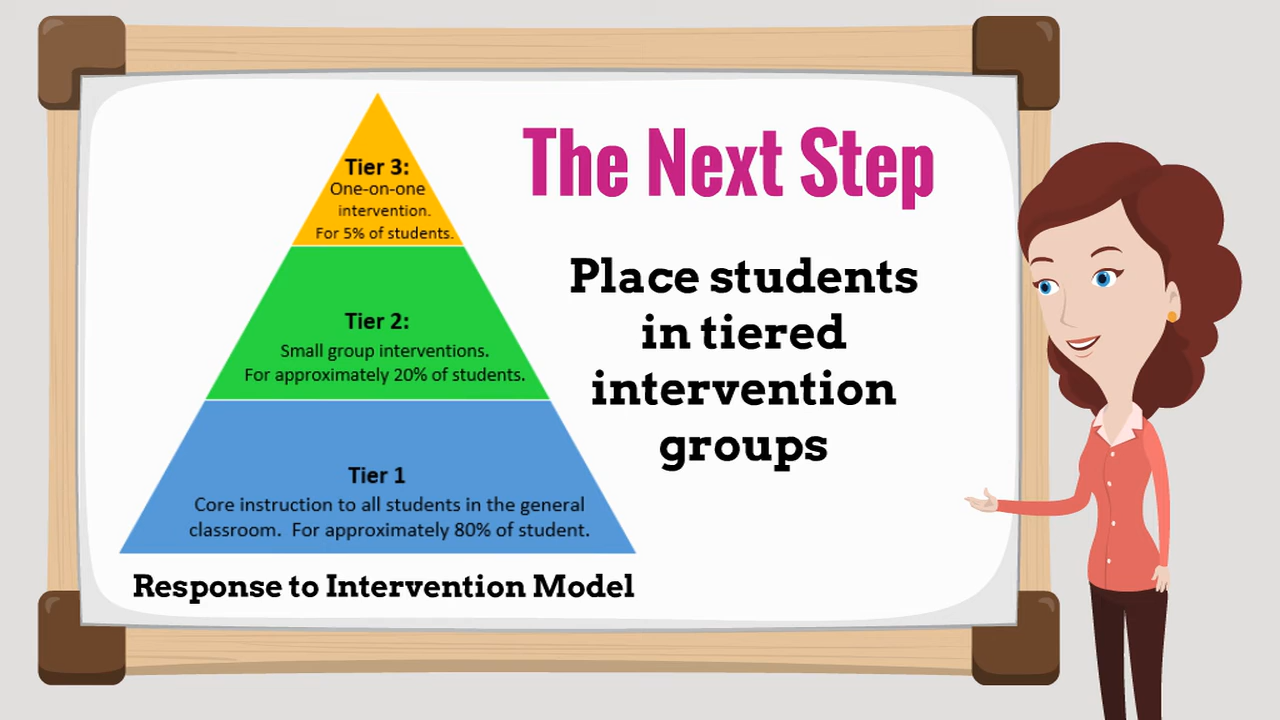 The Next Step
Tier 3:
One-on-one
intervention.
For 5% of students.
Tier 2:
Small group interventions.
For approximately 20% of students.
Tier 1
Core instruction to all students in the general
classroom.  For approximately 80% of student.
Response to Intervention Model
Place students
in tiered
intervention
groups